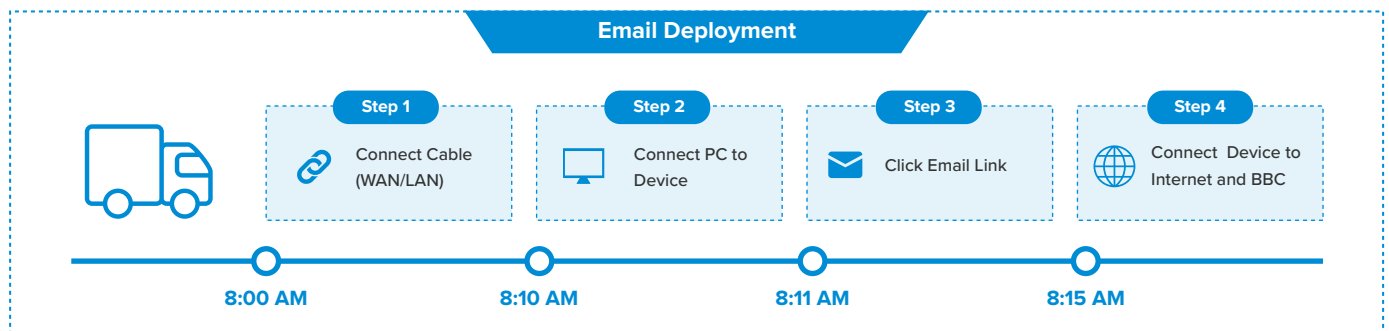 Email Deployment
Step 1
Connect Cable
(WAN/LAN)
Step 2
Connect PC to
Device
Step 3
Click Email Link
Step 4
Connect Device to
Internet and BBC
8:00 AM
8:10 AM
8:11 AM
8:15 AM